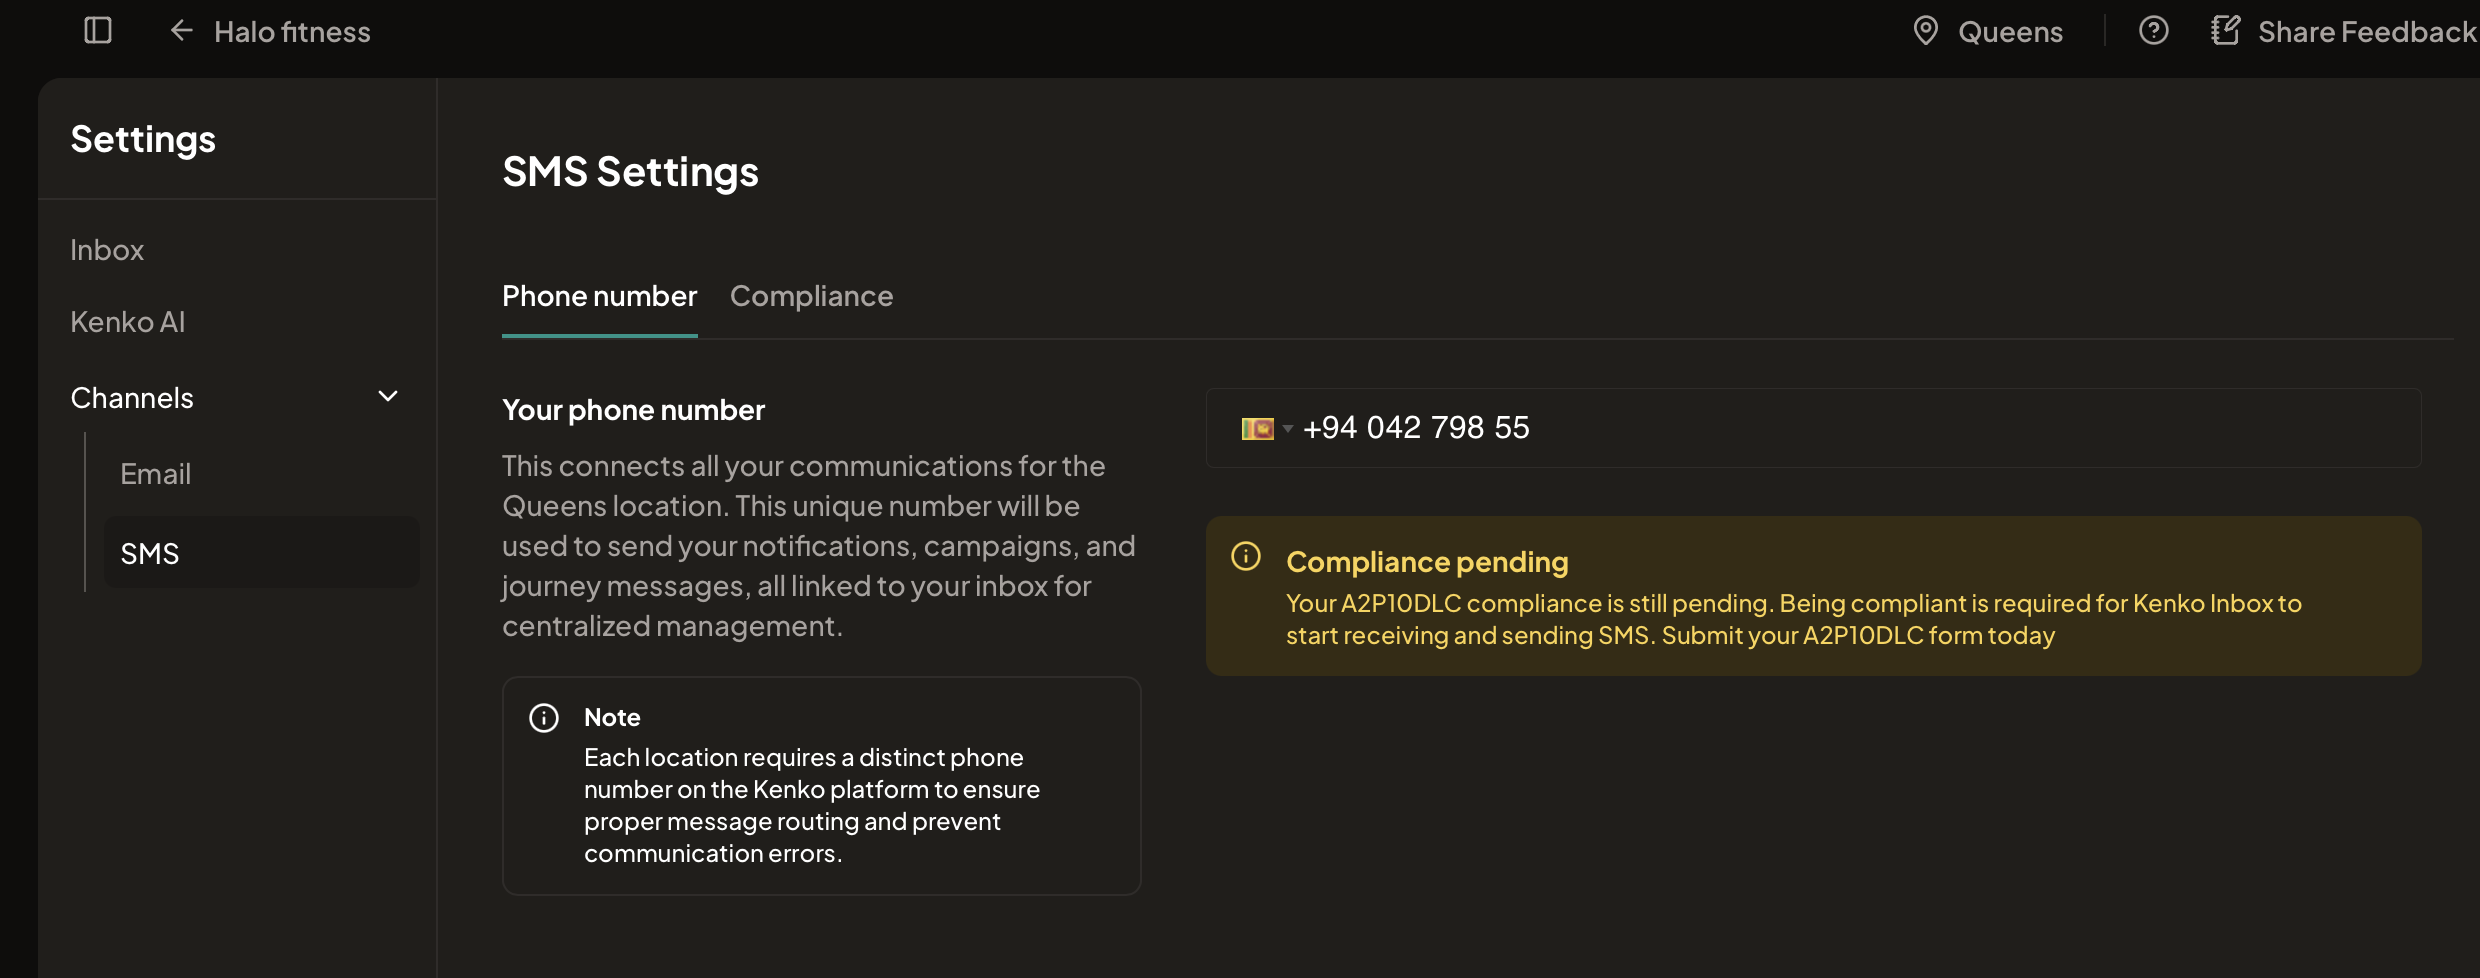 Halo fitness
Queens
Share Feedback
Settings
Inbox
Kenko AI
Channels
Email
SMS
SMS Settings
Phone number
Compliance
Your phone number
This connects all your communications for the
Queens location. This unique number will be
used to send your notifications, campaigns, and
journey messages, all linked to your inbox for
centralized management.
Note
Each location requires a distinct phone
number on the Kenko platform to ensure
proper message routing and prevent
communication errors.
+94 042 798 55
Compliance pending
Your A2P10DLC compliance is still pending. Being compliant is required for Kenko Inbox to
start receiving and sending SMS. Submit your A2P10DLC form today